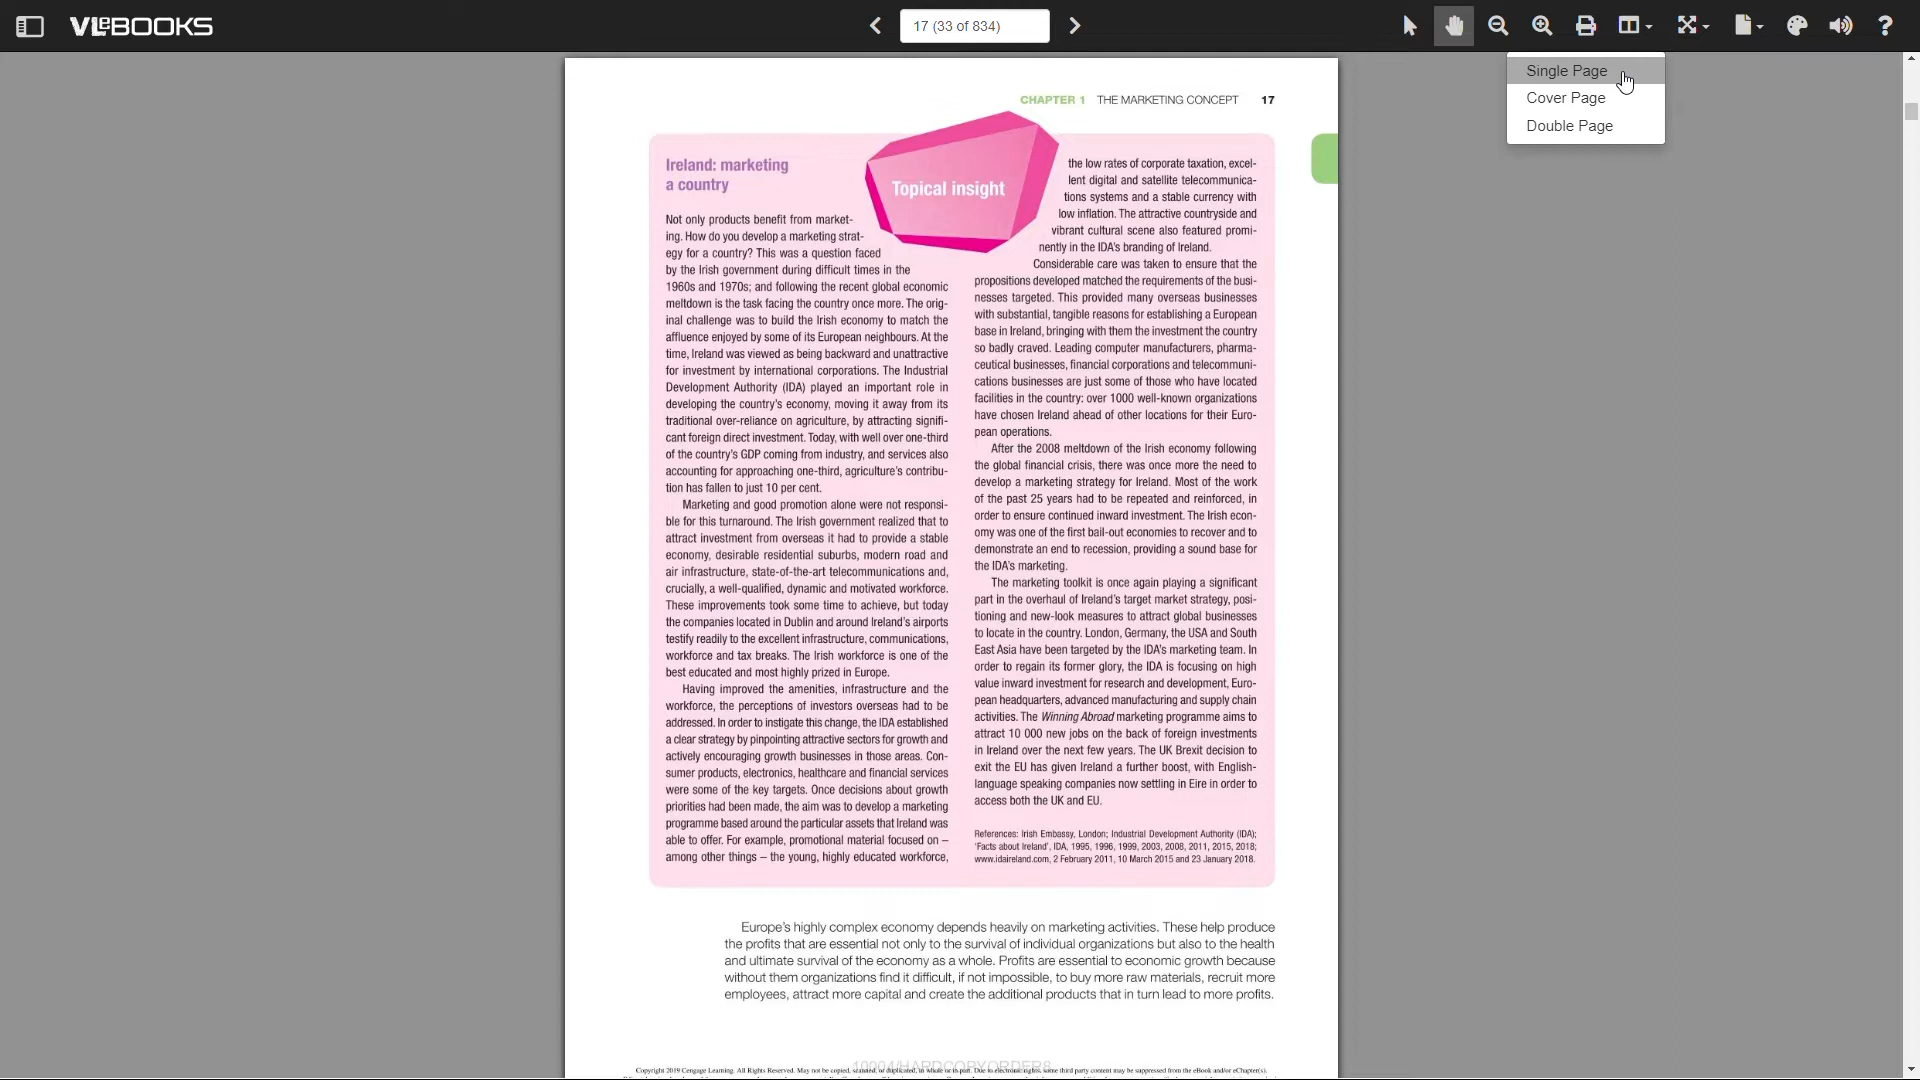 VLeBOOKS
17 (33 of 834)
Single Page
Cover Page
Double Page
CHAPTER 1 THE MARKETING CONCEPT 17
Topical insight
Ireland: marketing
a country
Not only products benefit from market-
ing. How do you develop a marketing strat-
egy for a country? This was a question faced
by the Irish government during difficult times in the
1960s and 1970s; and following the recent global economic
meltdown is the task facing the country once more. The orig-
inal challenge was to build the Irish economy to match the
affluence enjoyed by some of its European neighbours. At the
time, Ireland was viewed as being backward and unattractive
for investment by international corporations. The Industrial
Development Authority (IDA) played an important role in
developing the country's economy, moving it away from its
traditional over-reliance on agriculture, by attracting signifi-
cant foreign direct investment. Today, with well over one-third
of the country's GDP coming from industry, and services also
accounting for approaching one-third, agriculture's contribu-
tion has fallen to just 10 per cent.
Marketing and good promotion alone were not responsi-
ble for this turnaround. The Irish government realized that to
attract investment from overseas it had to provide a stable
economy, desirable residential suburbs, modern road and
air infrastructure, state-of-the-art telecommunications and,
crucially, a well-qualified, dynamic and motivated workforce.
These improvements took some time to achieve, but today
the companies located in Dublin and around Ireland's airports
testify readily to the excellent infrastructure, communications,
workforce and tax breaks. The Irish workforce is one of the
best educated and most highly prized in Europe.
Having improved the amenities, infrastructure and the
workforce, the perceptions of investors overseas had to be
addressed. In order to instigate this change, the IDA established
a clear strategy by pinpointing attractive sectors for growth and
actively encouraging growth businesses in those areas. Con-
sumer products, electronics, healthcare and financial services
were some of the key targets. Once decisions about growth
priorities had been made, the aim was to develop a marketing
programme based around the particular assets that Ireland was
able to offer. For example, promotional material focused on –
among other things – the young, highly educated workforce,
the low rates of corporate taxation, excel-
lent digital and satellite telecommunica-
tions systems and a stable currency with
low inflation. The attractive countryside and
vibrant cultural scene also featured promi-
nently in the IDA's branding of Ireland.
Considerable care was taken to ensure that the
propositions developed matched the requirements of the busi-
nesses targeted. This provided many overseas businesses
with substantial, tangible reasons for establishing a European
base in Ireland, bringing with them the investment the country
so badly craved. Leading computer manufacturers, pharma-
ceutical businesses, financial corporations and telecommuni-
cations businesses are just some of those who have located
facilities in the country: over 1000 well-known organizations
have chosen Ireland ahead of other locations for their Euro-
pean operations.
After the 2008 meltdown of the Irish economy following
the global financial crisis, there was once more the need to
develop a marketing strategy for Ireland. Most of the work
of the past 25 years had to be repeated and reinforced, in
order to ensure continued inward investment. The Irish econ-
omy was one of the first bail-out economies to recover and to
demonstrate an end to recession, providing a sound base for
the IDA's marketing.
The marketing toolkit is once again playing a significant
part in the overhaul of Ireland's target market strategy, posi-
tioning and new-look measures to attract global businesses
to locate in the country. London, Germany, the USA and South
East Asia have been targeted by the IDA's marketing team. In
order to regain its former glory, the IDA is focusing on high
value inward investment for research and development, Euro-
pean headquarters, advanced manufacturing and supply chain
activities. The Winning Abroad marketing programme aims to
attract 10 000 new jobs on the back of foreign investments
in Ireland over the next few years. The UK Brexit decision to
exit the EU has given Ireland a further boost, with English-
language speaking companies now settling in Eire in order to
access both the UK and EU.
References: Irish Embassy, London; Industrial Development Authority (IDA);
'Facts about Ireland', IDA, 1995, 1996, 1999, 2003, 2008, 2011, 2015, 2018;
www.idaireland.com, 2 February 2011, 10 March 2015 and 23 January 2018.
Europe's highly complex economy depends heavily on marketing activities. These help produce
the profits that are essential not only to the survival of individual organizations but also to the health
and ultimate survival of the economy as a whole. Profits are essential to economic growth because
without them organizations find it difficult, if not impossible, to buy more raw materials, recruit more
employees, attract more capital and create the additional products that in turn lead to more profits.
10004/HARDCOPYORDER8
Copyright 2019 Cengage Learning. All Rights Reserved. May not be copied, scanned, or duplicated, in whole or in part. Due to electronic rights, some third party content may be suppressed from the eBook and/or eChapter(s).